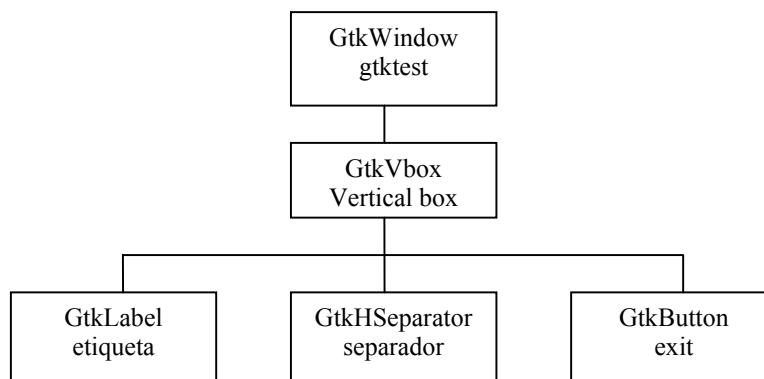 GtkWindow
gtktest
GtkVbox
Vertical box
GtkLabel
etiqueta
GtkHSeparator
separador
GtkButton
exit